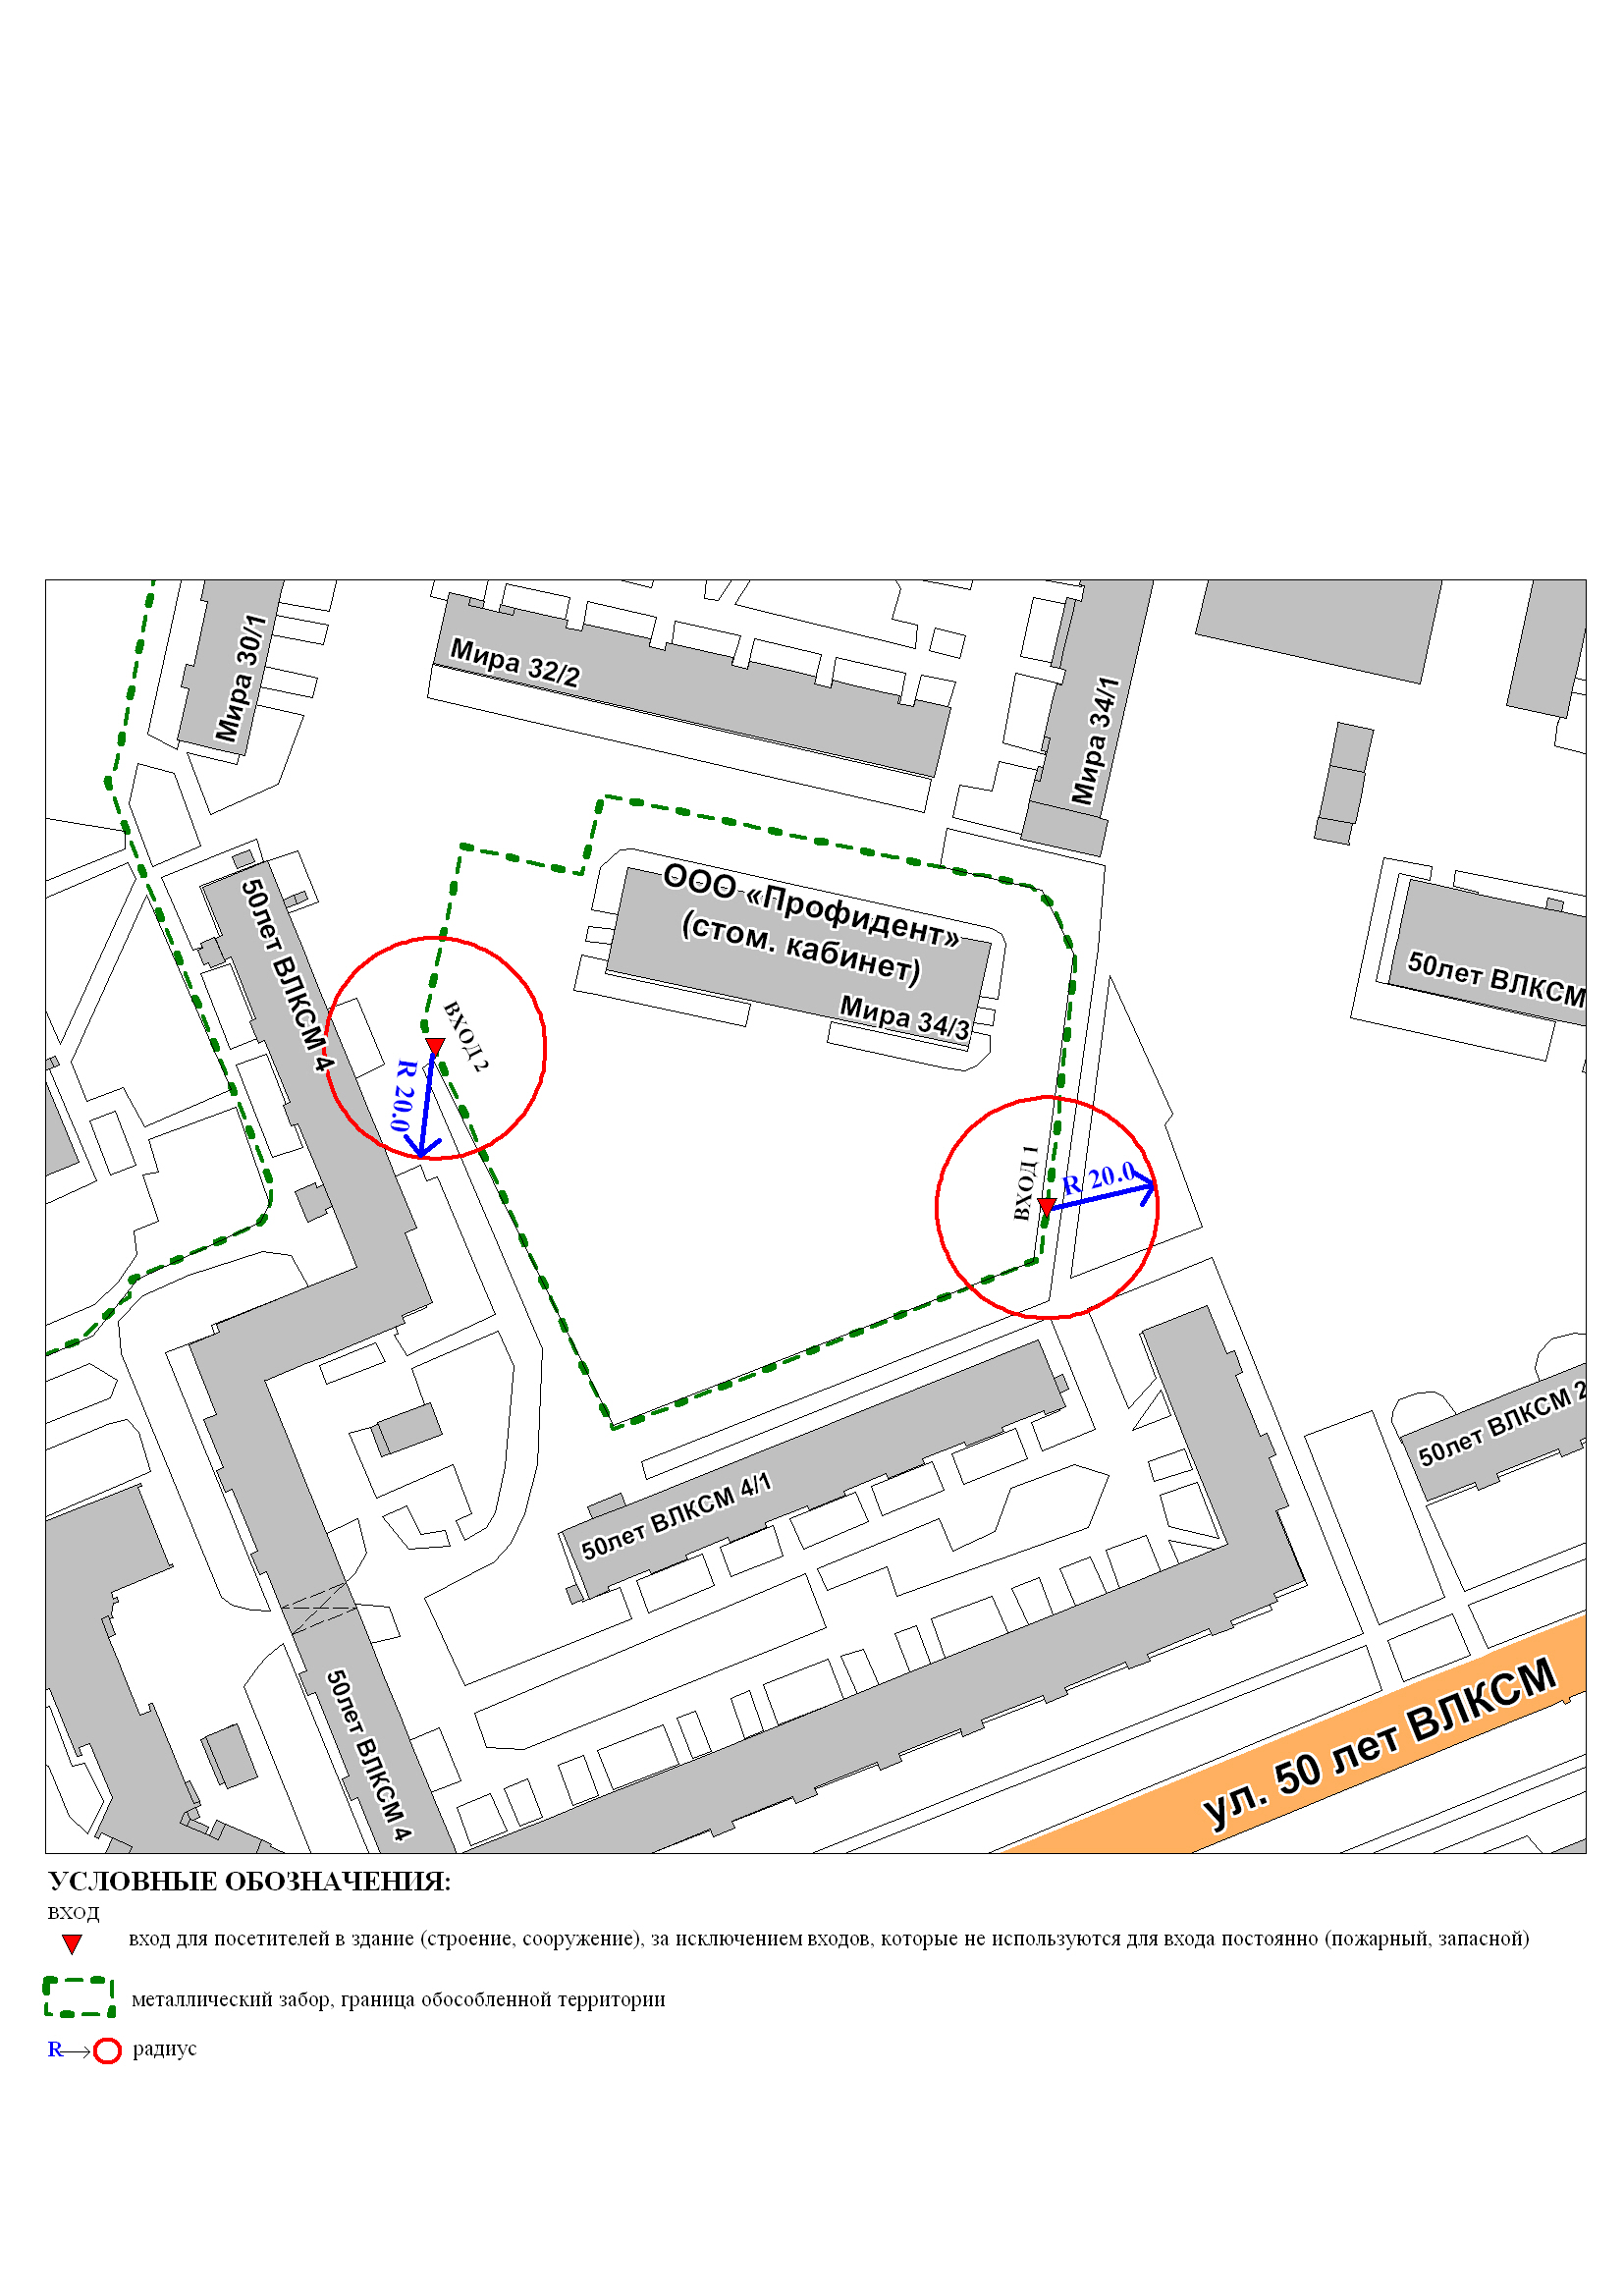 Мира 30/1
Мира 32/2
Мира 34/1
50лет ВЛКСМ 4
ООО «Профидент»
(стом. кабинет)
Мира 34/3
50лет ВЛКСМ
ВХОД 2
R 20.0
ВХОД 1
R 20.0
50лет ВЛКСМ 2
50лет ВЛКСМ 4/1
50лет ВЛКСМ 4
ул. 50 лет ВЛКСМ
УСЛОВНЫЕ ОБОЗНАЧЕНИЯ:
ВХОД
вход для посетителей в здание (строение, сооружение), за исключением входов, которые не используются для входа постоянно (пожарный, запасной)
металлический забор, граница обособленной территории
R
радиус